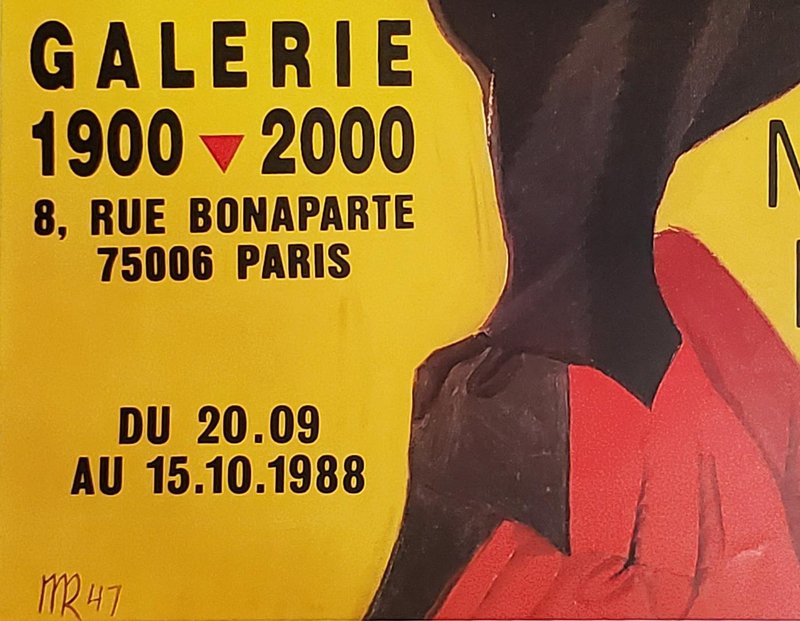 GALERIE
1900 ▼ 2000
8, RUE BONAPARTE
75006 PARIS
DU 20.09
AU 15.10.1988
MR 47